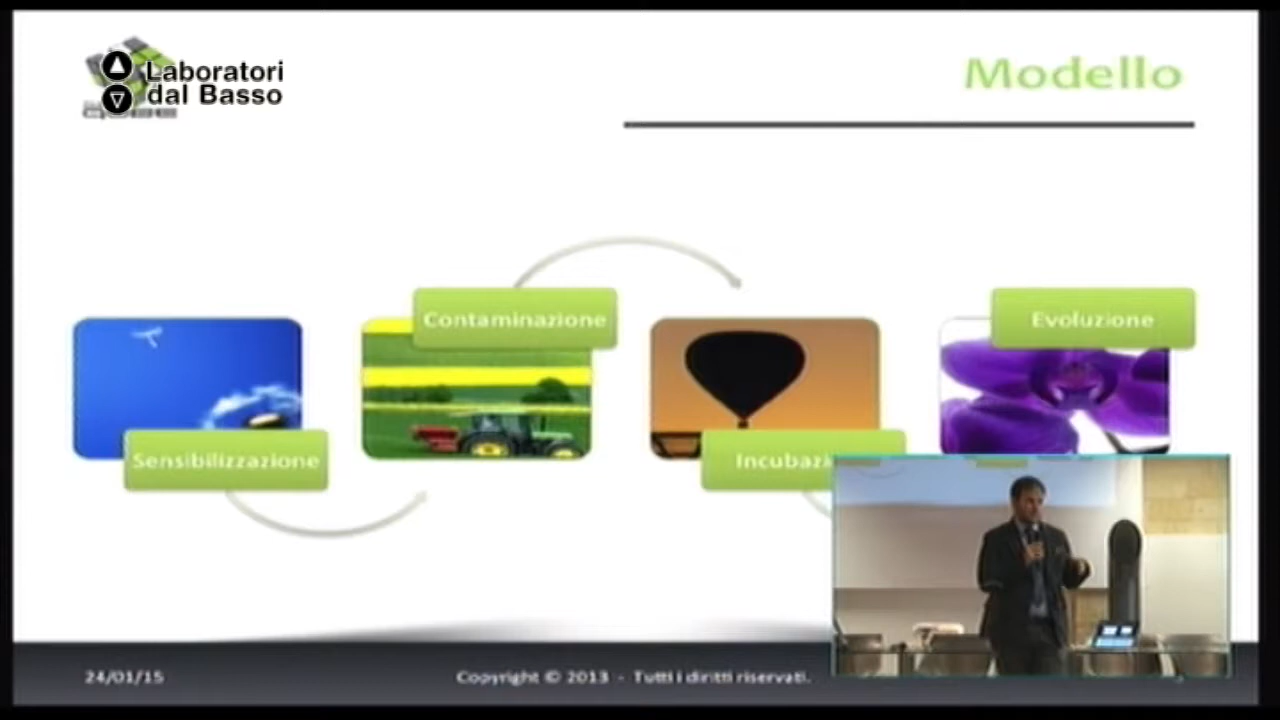 Laboratori
dal Basso
Modello
Contaminazione
Evoluzione
Sensibilizzazione
24/01/15
Copyright © 2013 - Tutti i diritti riservati.